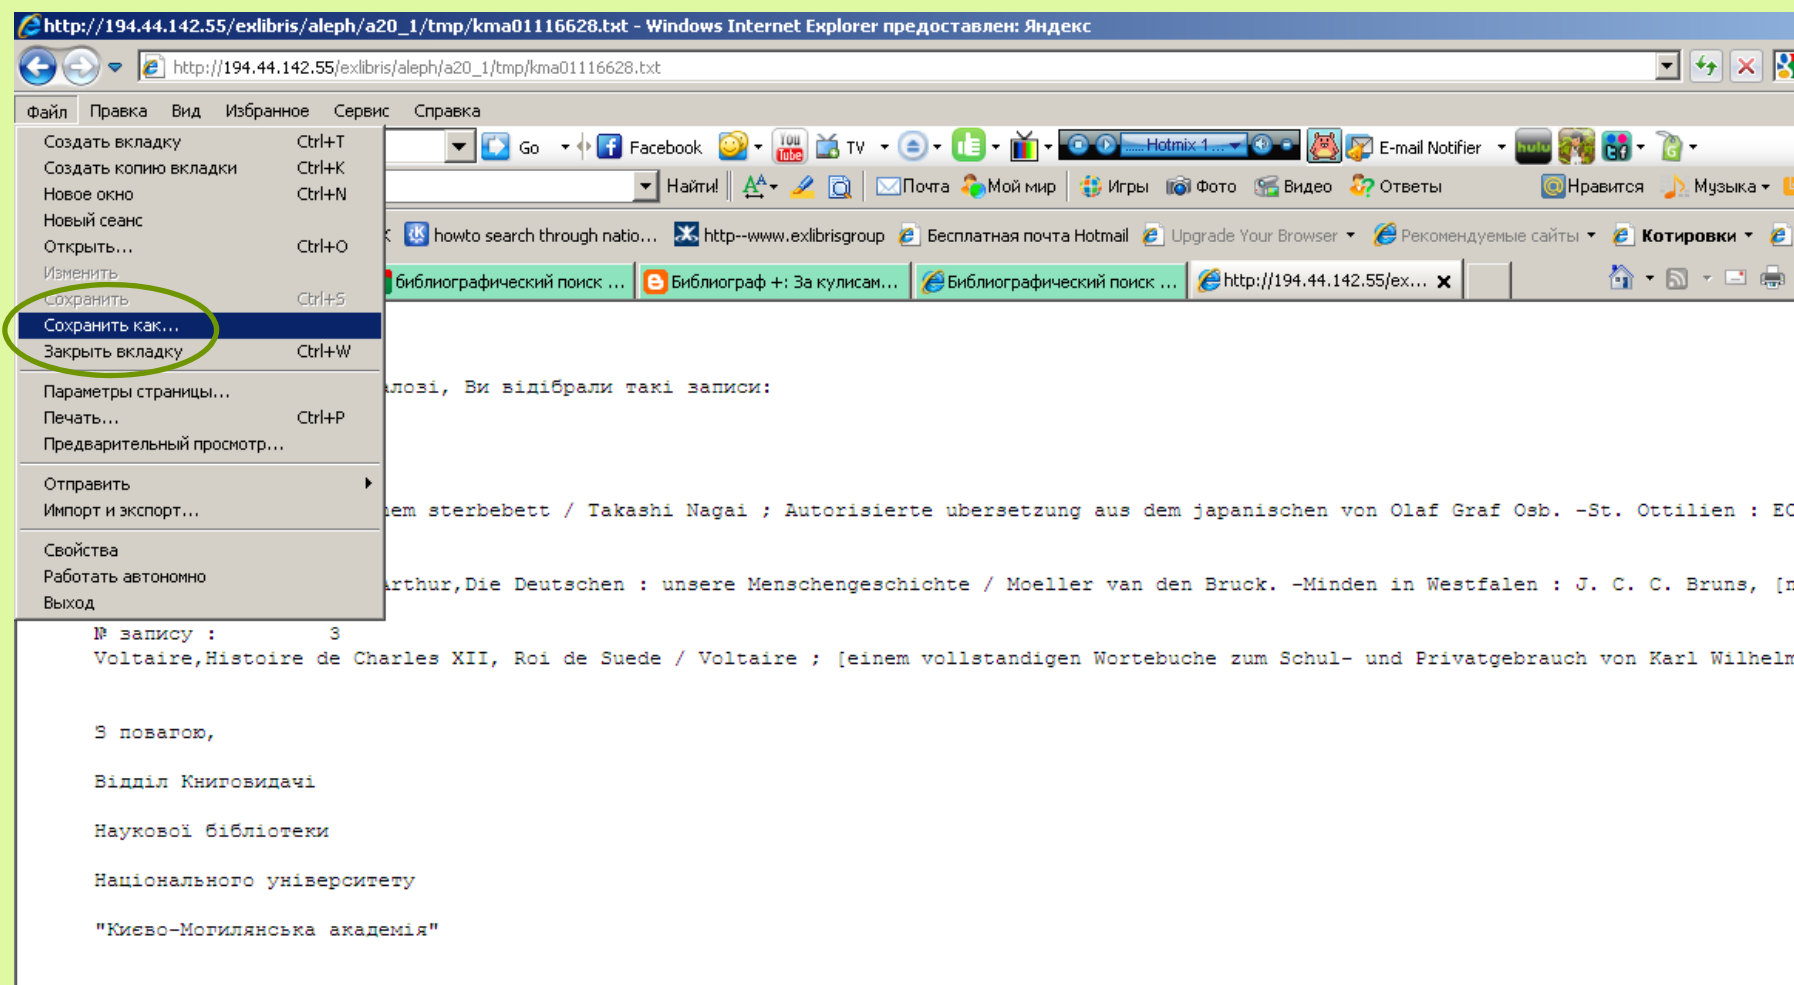 http://194.44.142.55/exlibris/aleph/a20_1/tmp/kma01116628.txt - Windows Internet Explorer предоставлен: Яндекс
http://194.44.142.55/exlibris/aleph/a20_1/tmp/kma01116628.txt
Файл Правка Вид Избранное Сервис Справка
Создать вкладку Ctrl+T
Создать копию вкладки Ctrl+K
Новое окно Ctrl+N
Новый сеанс
Открыть... Ctrl+O
Изменить
Сохранить Ctrl+S
Сохранить как...
Закрыть вкладку Ctrl+W
Параметры страницы...
Печать... Ctrl+P
Предварительный просмотр...
Отправить
Импорт и экспорт...
Свойства
Работать автономно
Выход
Go Facebook You Tube TV ...... Hotmix 1 ... E-mail Notifier hulu
Найти! Почта Мой мир Игры Фото Видео Ответы Нравится Музыка
howto search through natio... http--www.exlibrisgroup Бесплатная почта Hotmail Upgrade Your Browser Рекомендуемые сайты Котировки
библиографический поиск ... Библиограф +: За кулисам... Библиографический поиск ... http://194.44.142.55/ex...
лозі, Ви відібрали такі записи:
nem sterbebett / Takashi Nagai ; Autorisierte ubersetzung aus dem japanischen von Olaf Graf Osb. -St. Ottilien : EO
Arthur,Die Deutschen : unsere Menschengeschichte / Moeller van den Bruck. -Minden in Westfalen : J. C. C. Bruns, [n
№ запису : 3
Voltaire,Histoire de Charles XII, Roi de Suede / Voltaire ; [einem vollstandigen Wortebuche zum Schul- und Privatgebrauch von Karl Wilhelm
З повагою,
Відділ Книговидачі
Наукової бібліотеки
Національного університету
"Києво-Могилянська академія"